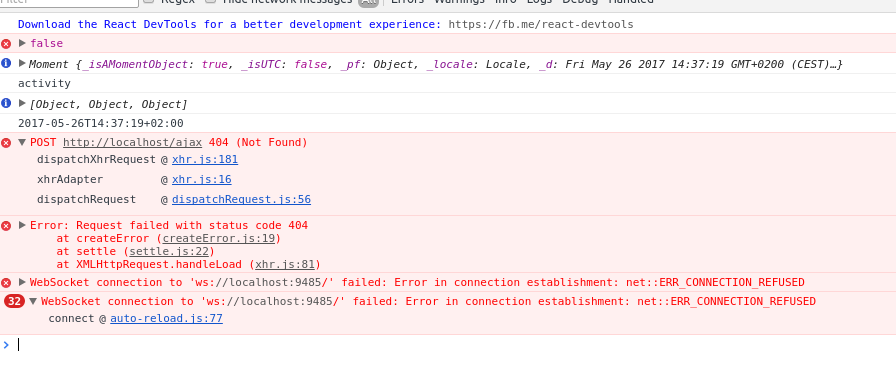 Filter Regex Hide network messages All Errors Warnings Info Logs Debug Handled
Download the React DevTools for a better development experience: https://fb.me/react-devtools
false
Moment {_isAMomentObject: true, _isUTC: false, _pf: Object, _locale: Locale, _d: Fri May 26 2017 14:37:19 GMT+0200 (CEST)…}
activity
[Object, Object, Object]
2017-05-26T14:37:19+02:00
POST http://localhost/ajax 404 (Not Found)
dispatchXhrRequest @ xhr.js:181
xhrAdapter @ xhr.js:16
dispatchRequest @ dispatchRequest.js:56
Error: Request failed with status code 404
at createError (createError.js:19)
at settle (settle.js:22)
at XMLHttpRequest.handleLoad (xhr.js:81)
WebSocket connection to 'ws://localhost:9485/' failed: Error in connection establishment: net::ERR_CONNECTION_REFUSED
32 WebSocket connection to 'ws://localhost:9485/' failed: Error in connection establishment: net::ERR_CONNECTION_REFUSED
connect @ auto-reload.js:77